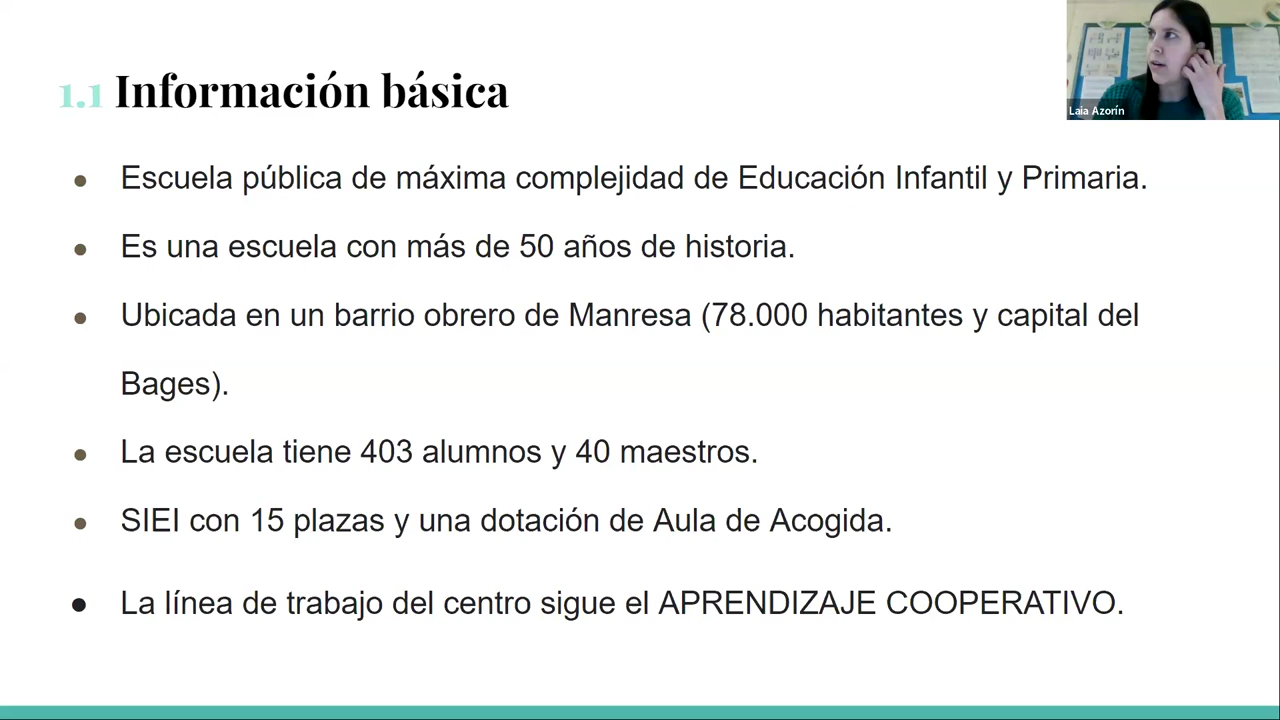 1.1 Información básica
Laia Azorín
● Escuela pública de máxima complejidad de Educación Infantil y Primaria.
● Es una escuela con más de 50 años de historia.
● Ubicada en un barrio obrero de Manresa (78.000 habitantes y capital del
Bages).
● La escuela tiene 403 alumnos y 40 maestros.
● SIEI con 15 plazas y una dotación de Aula de Acogida.
● La línea de trabajo del centro sigue el APRENDIZAJE COOPERATIVO.